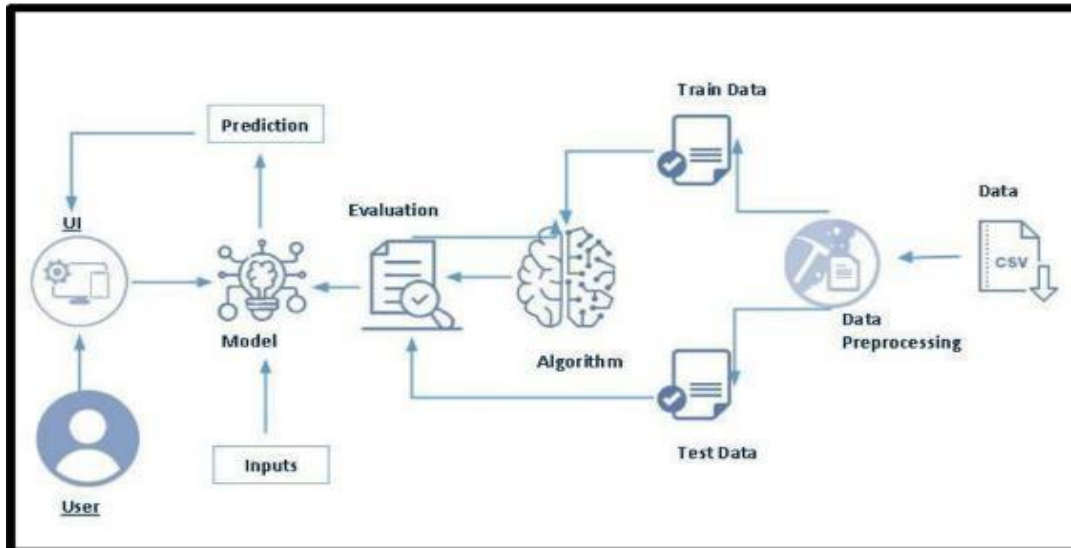 Train Data
Prediction
Data
UI
Evaluation
CSV
Model
Data
Preprocessing
Algorithm
Inputs
Test Data
User